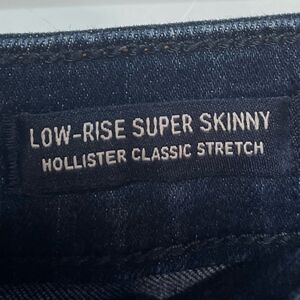 LOW-RISE SUPER SKINNY
HOLLISTER CLASSIC STRETCH